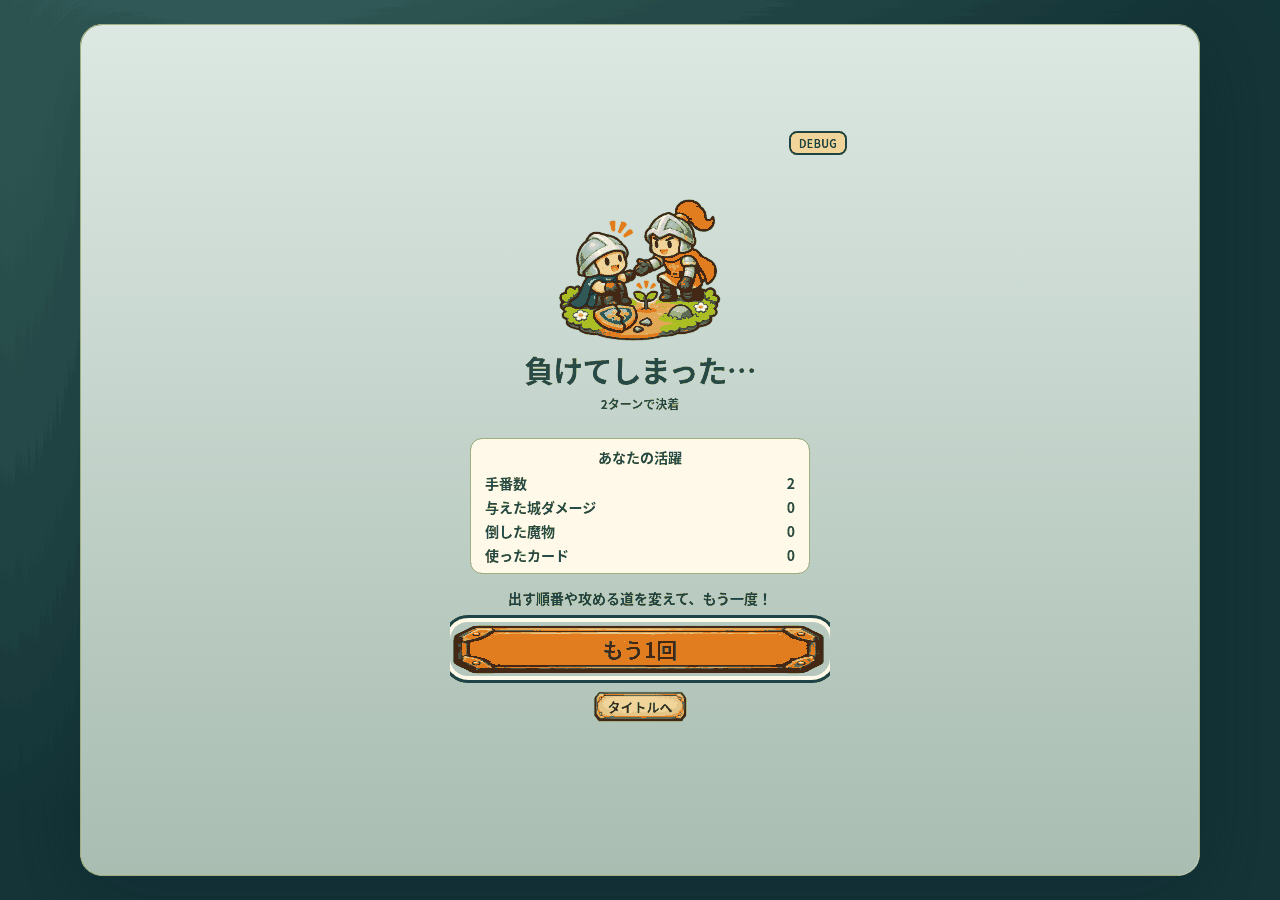 DEBUG
負けてしまった…
2ターンで決着
あなたの活躍
手番数 2
与えた城ダメージ 0
倒した魔物 0
使ったカード 0
出す順番や攻める道を変えて、もう一度！
もう1回
タイトルへ